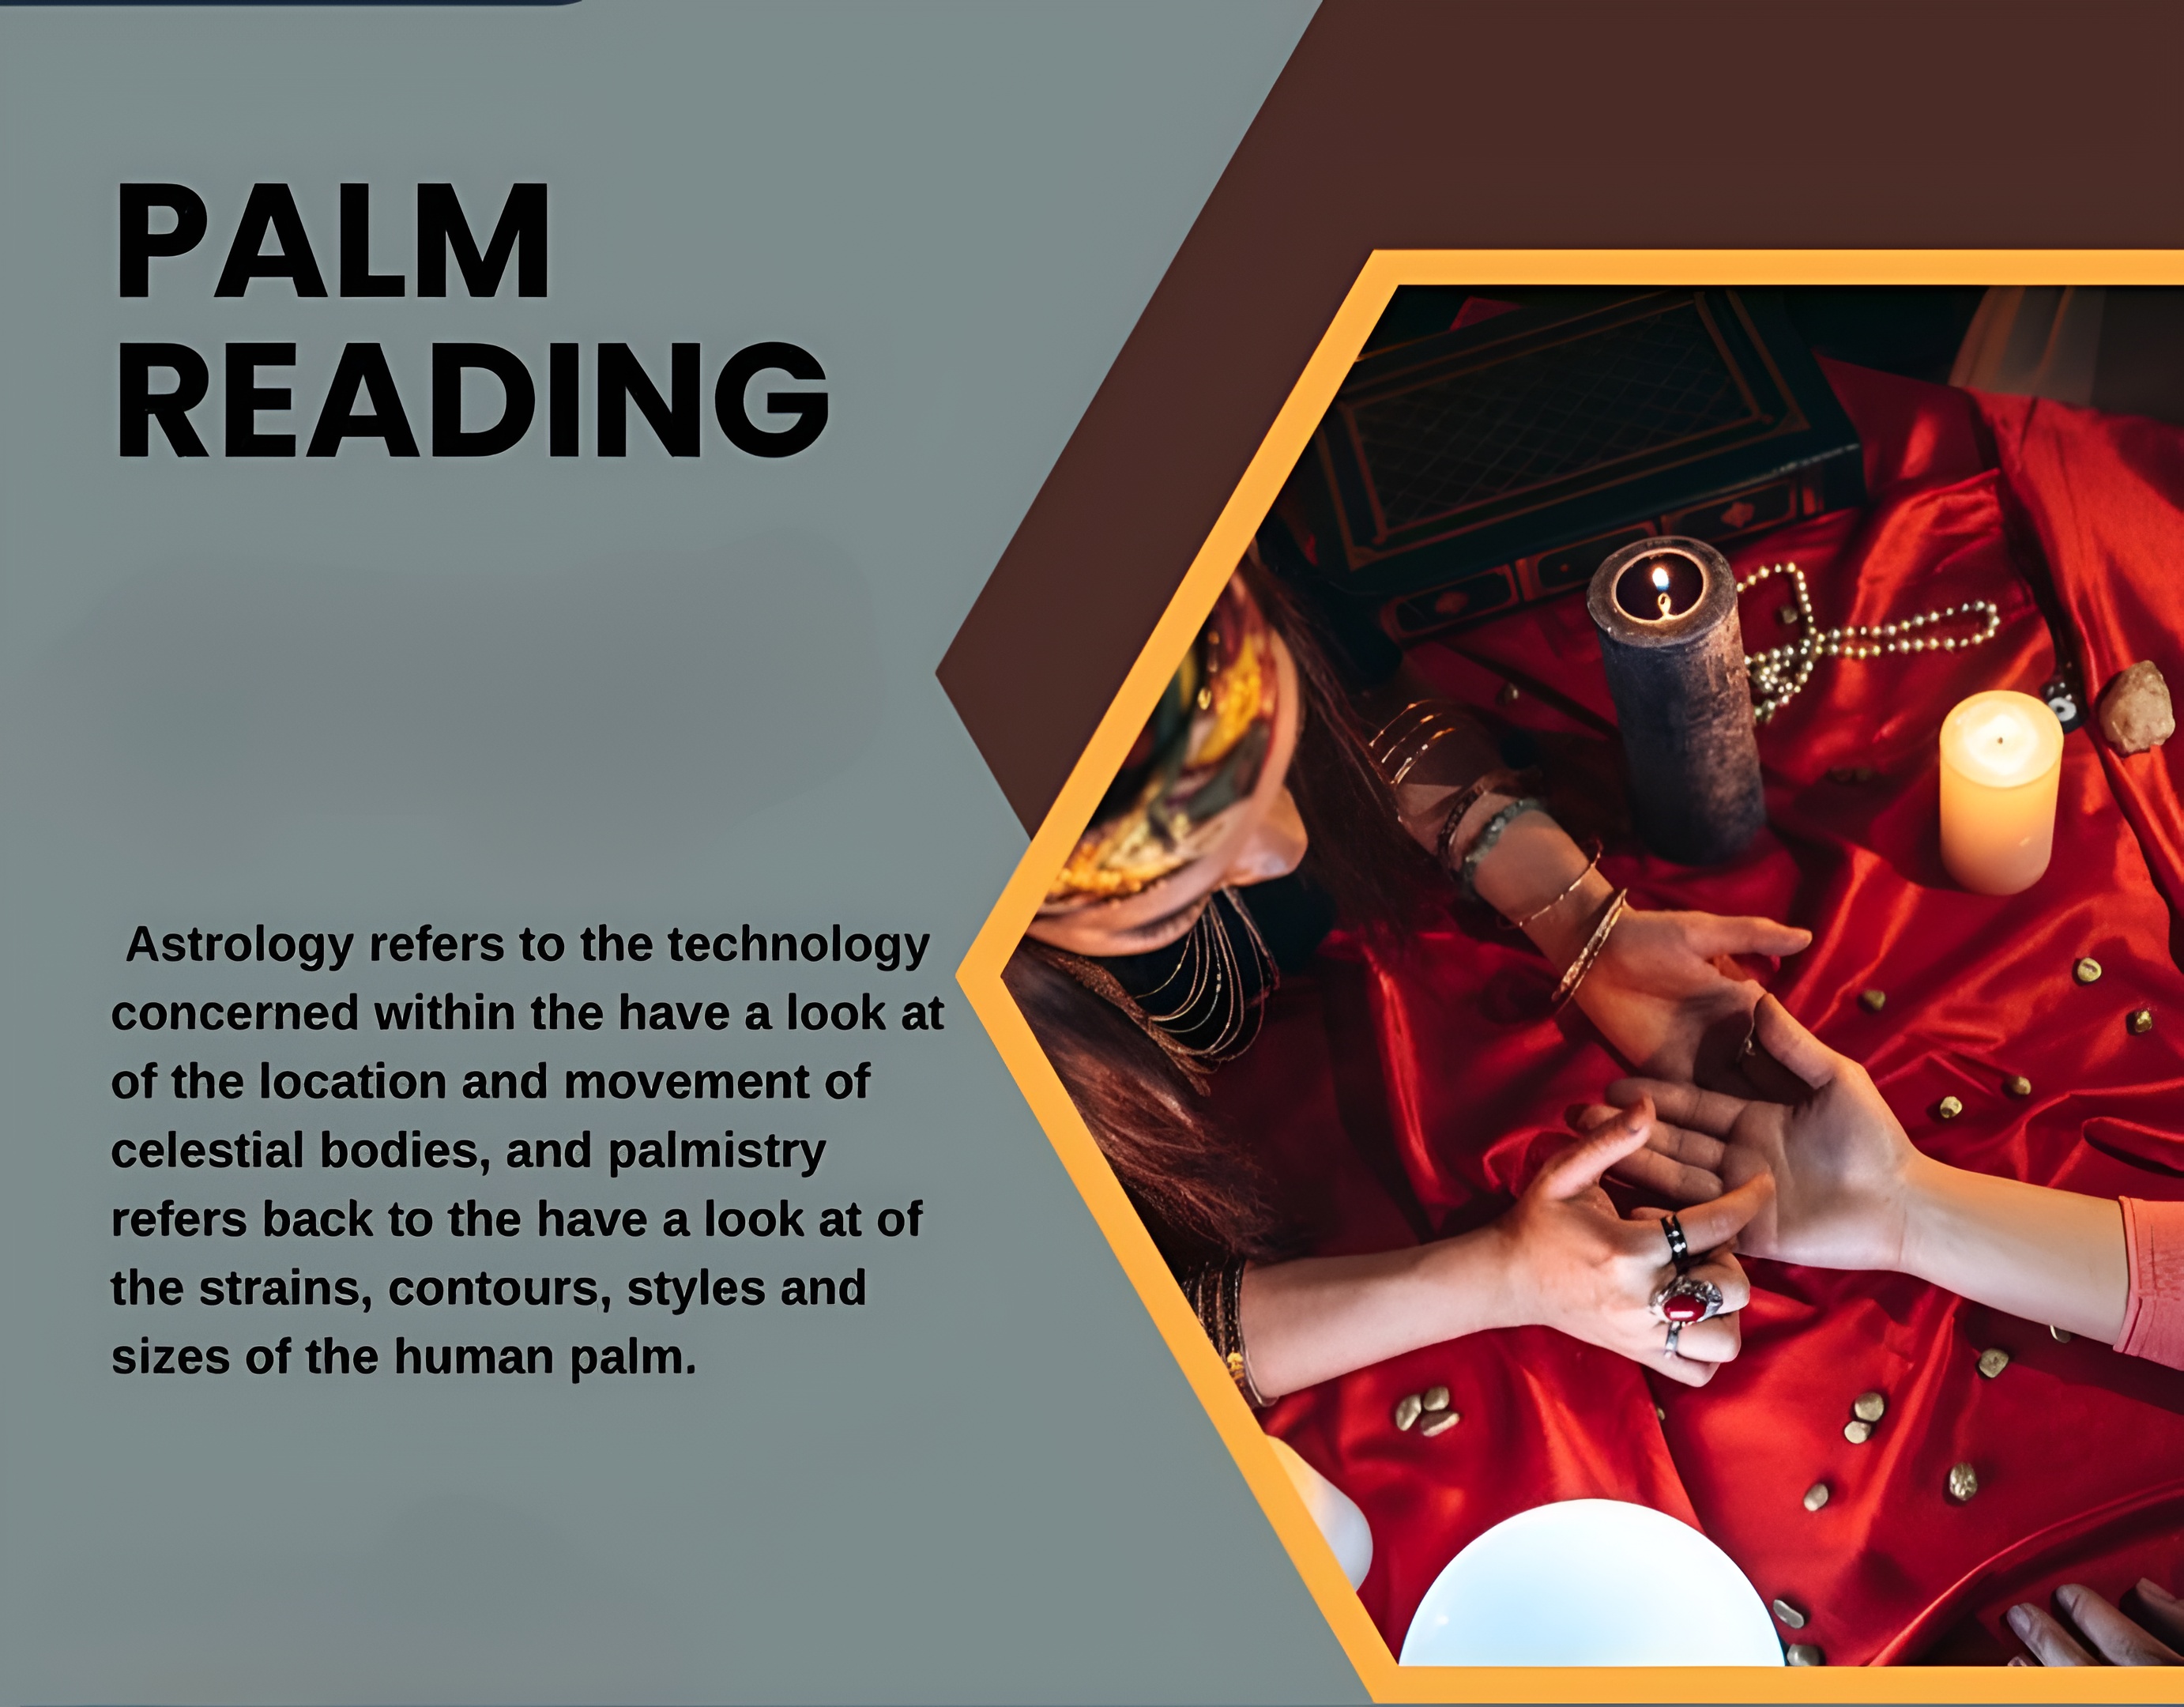 PALM
READING
Astrology refers to the technology
concerned within the have a look at
of the location and movement of
celestial bodies, and palmistry
refers back to the have a look at of
the strains, contours, styles and
sizes of the human palm.